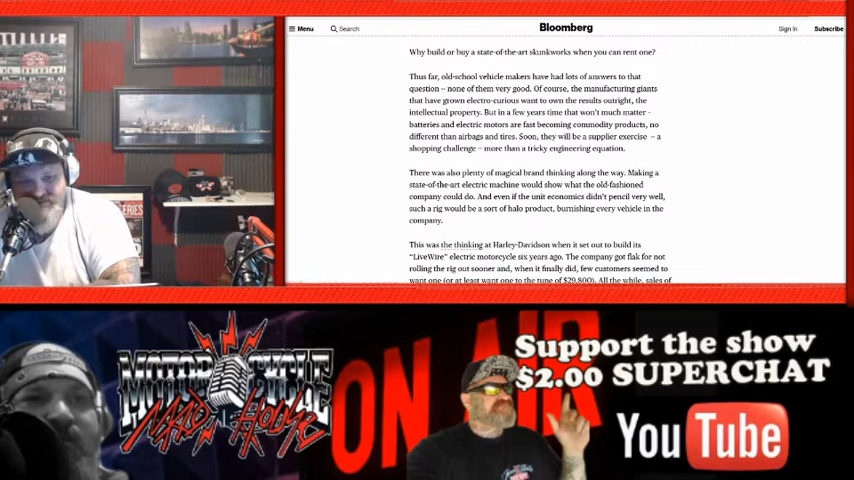 Menu
Search
Bloomberg
Sign In
Subscribe
Why build or buy a state-of-the-art skunkworks when you can rent one?
Thus far, old-school vehicle makers have had lots of answers to that
question -- none of them very good. Of course, the manufacturing giants
that have grown electro-curious want to own the results outright, the
intellectual property. But in a few years time that won't much matter -
batteries and electric motors are fast becoming commodity products, no
different than airbags and tires. Soon, they will be a supplier exercise -- a
shopping challenge -- more than a tricky engineering equation.
There was also plenty of magical brand thinking along the way. Making a
state-of-the-art electric machine would show what the old-fashioned
company could do. And even if the unit economics didn't pencil very well,
such a rig would be a sort of halo product, burnishing every vehicle in the
company.
This was the thinking at Harley-Davidson when it set out to build its
"LiveWire" electric motorcycle six years ago. The company got flak for not
rolling the rig out sooner and, when it finally did, few customers seemed to
want one (or at least want one to the tune of $29,800). All the while, sales of
MOTORCYCLE
MAD HOUSE
ON AIR
Support the show
$2.00 SUPERCHAT
YouTube